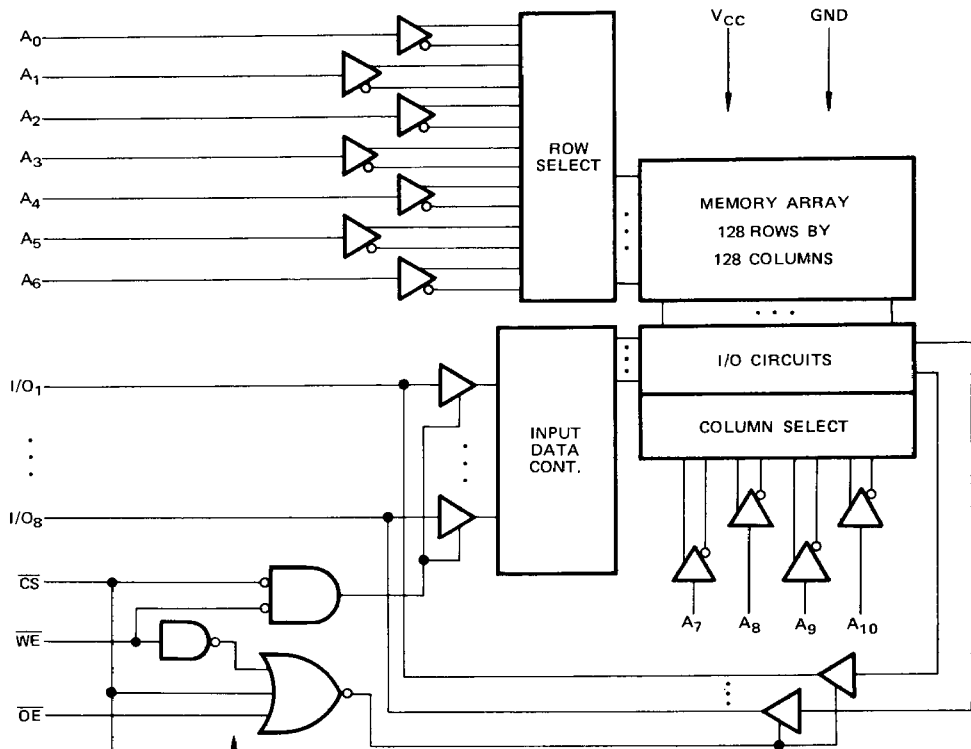 A0
A1
A2
A3
A4
A5
A6
ROW
SELECT
VCC
GND
MEMORY ARRAY
128 ROWS BY
128 COLUMNS
I/O1
I/O8
INPUT
DATA
CONT.
I/O CIRCUITS
COLUMN SELECT
A7
A8
A9
A10
CS
WE
OE